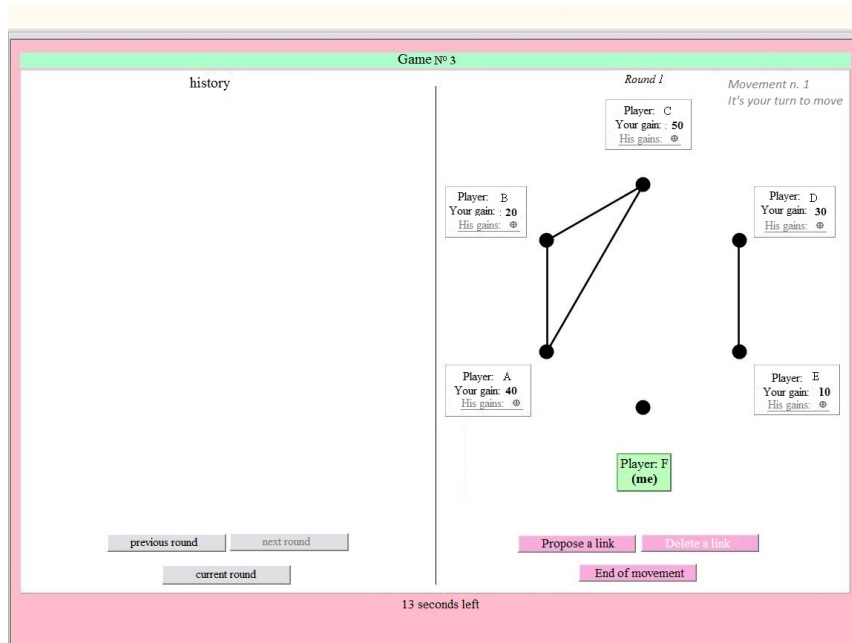 Game Nº 3
history
Round 1
Movement n. 1
It's your turn to move
Player: C
Your gain: : 50
His gains: ⊕
Player: B
Your gain: : 20
His gains: ⊕
Player: D
Your gain: 30
His gains: ⊕
Player: A
Your gain: 40
His gains: ⊕
Player: E
Your gain: 10
His gains: ⊕
Player: F
(me)
previous round
next round
current round
Propose a link
Delete a link
End of movement
13 seconds left